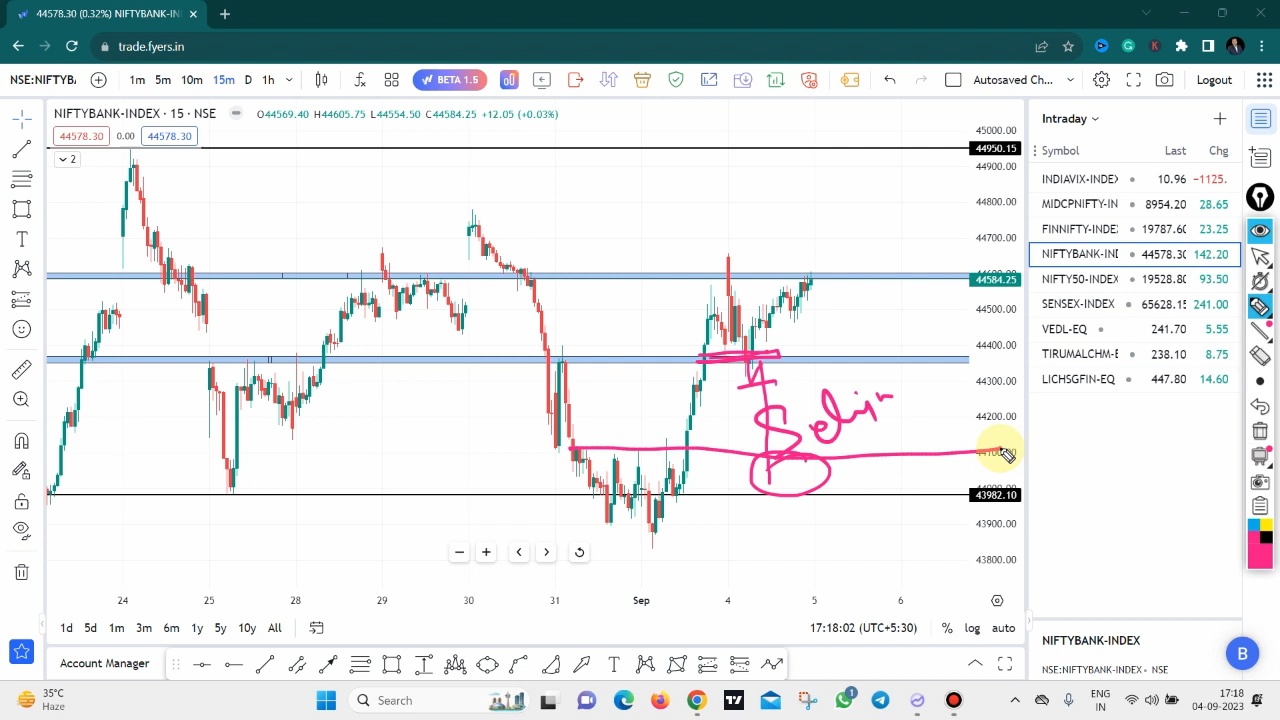 44578.30 (0.32%) NIFTYBANK-IN
trade.fyers.in
NSE:NIFTYB
1m 5m 10m 15m D 1h
BETA 1.5
Autosaved Ch...
Logout
NIFTYBANK-INDEX · 15 · NSE
O44569.40 H44605.75 L44554.50 C44584.25 +12.05 (+0.03%)
44578.30 0.00 44578.30
2
45000.00
44950.15
44900.00
44800.00
44700.00
44584.25
44500.00
44400.00
44300.00
44200.00
43982.10
43900.00
43800.00
24 25 28 29 30 31 Sep 4 5 6
1d 5d 1m 3m 6m 1y 5y 10y All
17:18:02 (UTC+5:30)
% log auto
Account Manager
Intraday
Symbol Last Chg
INDIAVIX-INDE 10.96 −1125.
MIDCPNIFTY-IN 8954.20 28.65
FINNIFTY-INDE 19787.60 23.25
NIFTYBANK-INI 44578.30 142.20
NIFTY50-INDEX 19528.80 93.50
SENSEX-INDEX 65628.15 241.00
VEDL-EQ 241.70 5.55
TIRUMALCHM-E 238.10 8.75
LICHSGFIN-EQ 447.80 14.60
NIFTYBANK-INDEX
NSE:NIFTYBANK-INDEX • NSE
B
35°C
Haze
Search
1
ENG
IN
17:18
04-09-2023